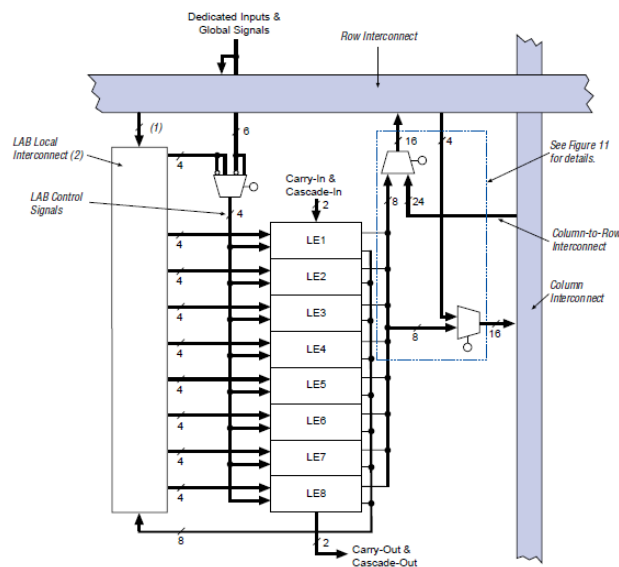 Dedicated Inputs &
Global Signals
Row Interconnect
(1)
6
16
4
LAB Local
Interconnect (2)
4
See Figure 11
for details.
LAB Control
Signals
4
Carry-In &
Cascade-In
2
8
24
Column-to-Row
Interconnect
LE1
4
LE2
4
Column
Interconnect
LE3
4
LE4
4
8
16
LE5
4
LE6
4
LE7
4
LE8
4
8
2
Carry-Out &
Cascade-Out